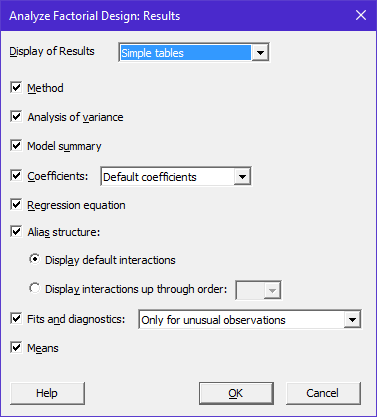 Analyze Factorial Design: Results
Display of Results Simple tables
Method
Analysis of variance
Model summary
Coefficients: Default coefficients
Regression equation
Alias structure:
Display default interactions
Display interactions up through order:
Fits and diagnostics: Only for unusual observations
Means
Help OK Cancel